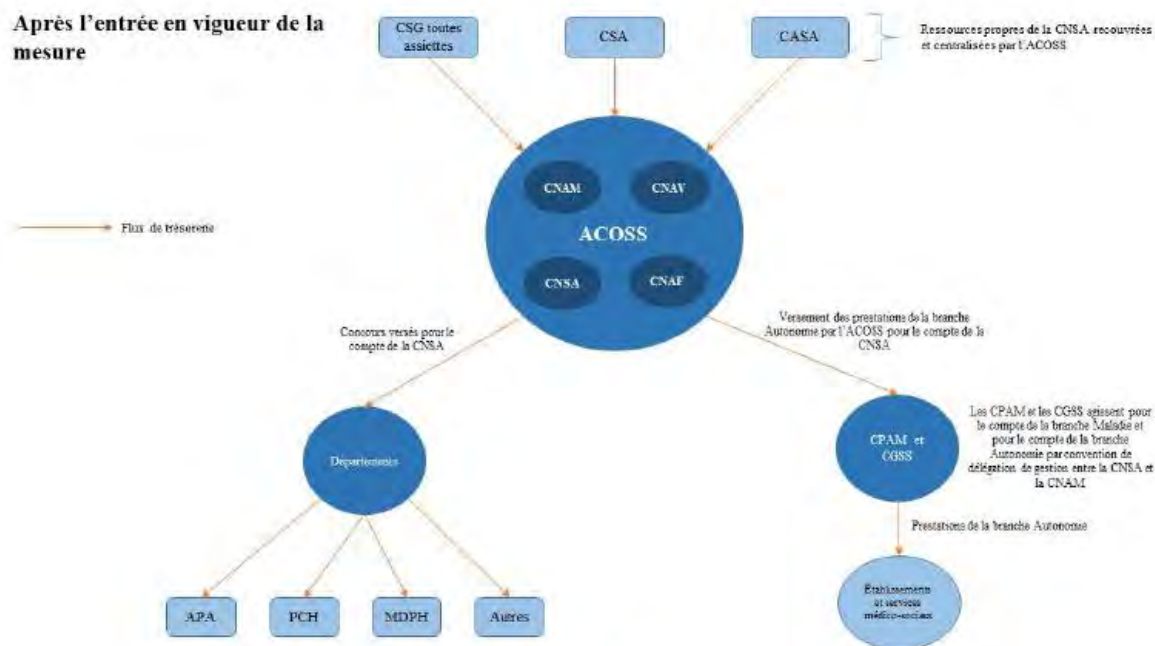 Après l'entrée en vigueur de la
mesure
CSG toutes
assiettes
CSA
CASA
Ressources propres de la CNSA recouvrées
et centralisées par l'ACOSS
CNAM
CNAV
ACOSS
CNSA
CNAF
Flux de trésorerie
Concours versés pour le
compte de la CNSA
Versement des prestations de la branche
Autonomie par l'ACOSS pour le compte de la
CNSA
Départements
CPAM et
CGSS
Les CPAM et les CGSS agissent pour
le compte de la branche Maladie et
pour le compte de la branche
Autonomie par convention de
délégation de gestion entre la CNSA et
la CNAM
Prestations de la branche Autonomie
APA
PCH
MDPH
Autres
Établissements
et services
médico-sociaux